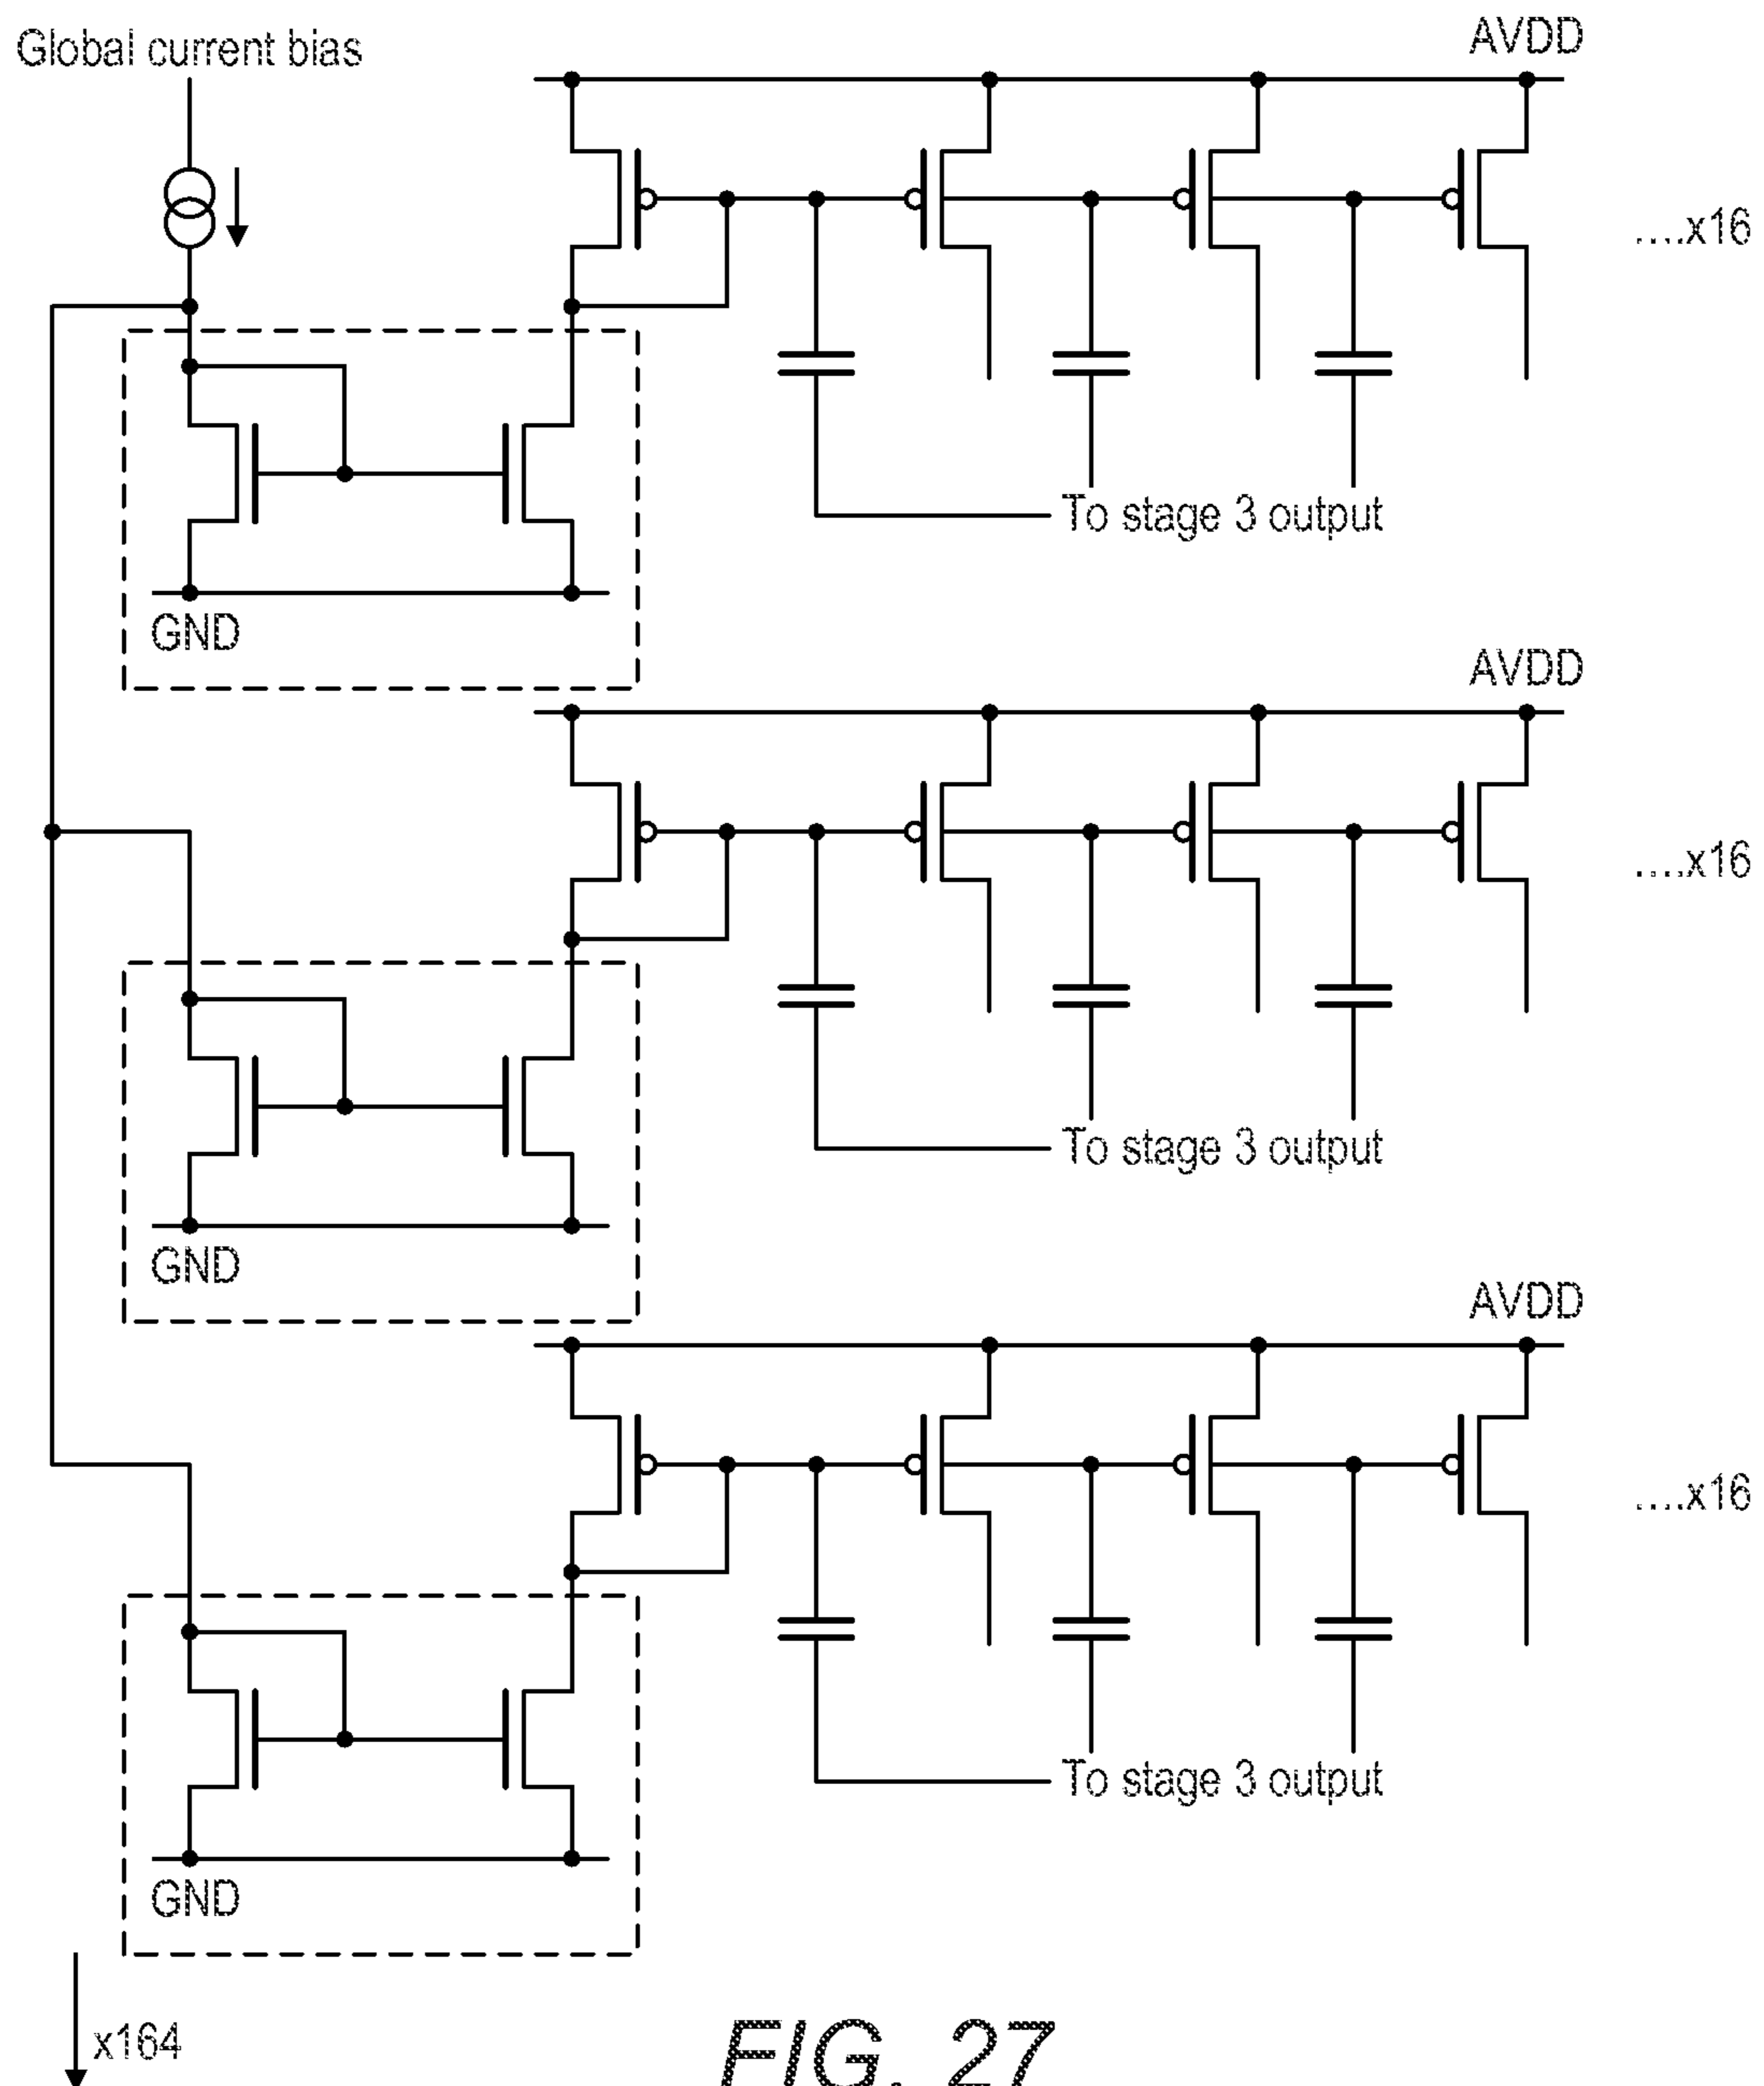 Global current bias
AVDD
....x16
To stage 3 output
GND
AVDD
....x16
To stage 3 output
GND
AVDD
....x16
To stage 3 output
GND
x164
FIG. 27